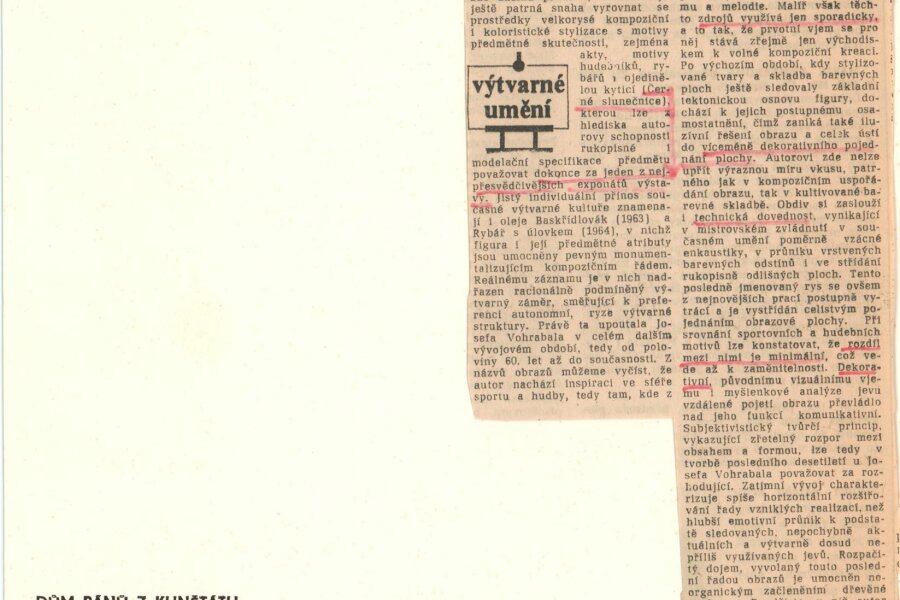 ještě patrná snaha vyrovnat se
prostředky velkorysé kompoziční
i koloristické stylizace s motivy
předmětné skutečnosti, zejména
akty, motivy
hudebníků, ry-
bářů i ojedině-
lou kyticí (Čer-
né slunečnice),
kterou lze z
hlediska auto-
rovy schopnosti
rukopisné i
modelační specifikace předmětu
považovat dokonce za jeden z nej-
přesvědčivějších exponátů výsta-
vy. Jistý individuální přínos sou-
časné výtvarné kultuře znamena-
jí i oleje Baskřídlovák (1963) a
Rybář s úlovkem (1964), v nichž
figura i její předmětné atributy
jsou umocněny pevným monumen-
talizujícím kompozičním řádem.
Reálnému záznamu je v nich nad-
řazen racionálně podmíněný vý-
tvarný záměr, směřující k prefe-
renci autonomní, ryze výtvarné
struktury. Právě ta upoutala Jo-
sefa Vohrabala v celém dalším
vývojovém období, tedy od polo-
viny 60. let až do současnosti. Z
názvů obrazů můžeme vyčíst, že
autor nachází inspiraci ve sféře
sportu a hudby, tedy tam, kde z
výtvarné
umění
mu a melodie. Malíř však těch-
to zdrojů využívá jen sporadicky,
a to tak, že prvotní vjem se pro
něj stává zřejmě jen východis-
kem k volné kompoziční kreaci.
Po výchozím období, kdy stylizo-
vané tvary a skladba barevných
ploch ještě sledovaly základní
tektonickou osnovu figury, do-
chází k jejich postupnému osa-
mostatnění, čímž zaniká také ilu-
zívní řešení obrazu a celek ústí
do víceméně dekorativního pojed-
nání plochy. Autorovi zde nelze
upřít výraznou míru vkusu, patr-
ného jak v kompozičním uspořá-
dání obrazu, tak v kultivované ba-
revné skladbě. Obdiv si zaslouží
i technická dovednost, vynikající
v mistrovském zvládnutí v sou-
časném umění poměrně vzácné
enkaustiky, v průniku vrstvených
barevných odstínů i ve střídání
rukopisně odlišných ploch. Tento
posledně jmenovaný rys se ovšem
z nejnovějších prací postupně vy-
trácí a je vystřídán celistvým po-
jednáním obrazové plochy. Při
srovnání sportovních a hudebních
motivů lze konstatovat, že rozdíl
mezi nimi je minimální, což ve-
de až k zaměnitelnosti. Dekora-
tivní, původnímu vizuálnímu vje-
mu i myšlenkové analýze jevu
vzdálené pojetí obrazu převládlo
nad jeho funkcí komunikativní.
Subjektivistický tvůrčí princip,
vykazující zřetelný rozpor mezi
obsahem a formou, lze tedy v
tvorbě posledního desetiletí u Jo-
sefa Vohrabala považovat za roz-
hodující. Zatímní vývoj charakte-
rizuje spíše horizontální rozšiřo-
vání řady vzniklých realizací, než
hlubší emotivní průnik k podsta-
tě sledovaných, nepochybně ak-
tuálních a výtvarně dosud ne-
příliš využívaných jevů. Rozpači-
tý dojem, vyvolaný touto posled-
ní řadou obrazů je umocněn ne-
organickým začleněním dřevěné
DŮM PÁNŮ Z KUNŠTÁTU